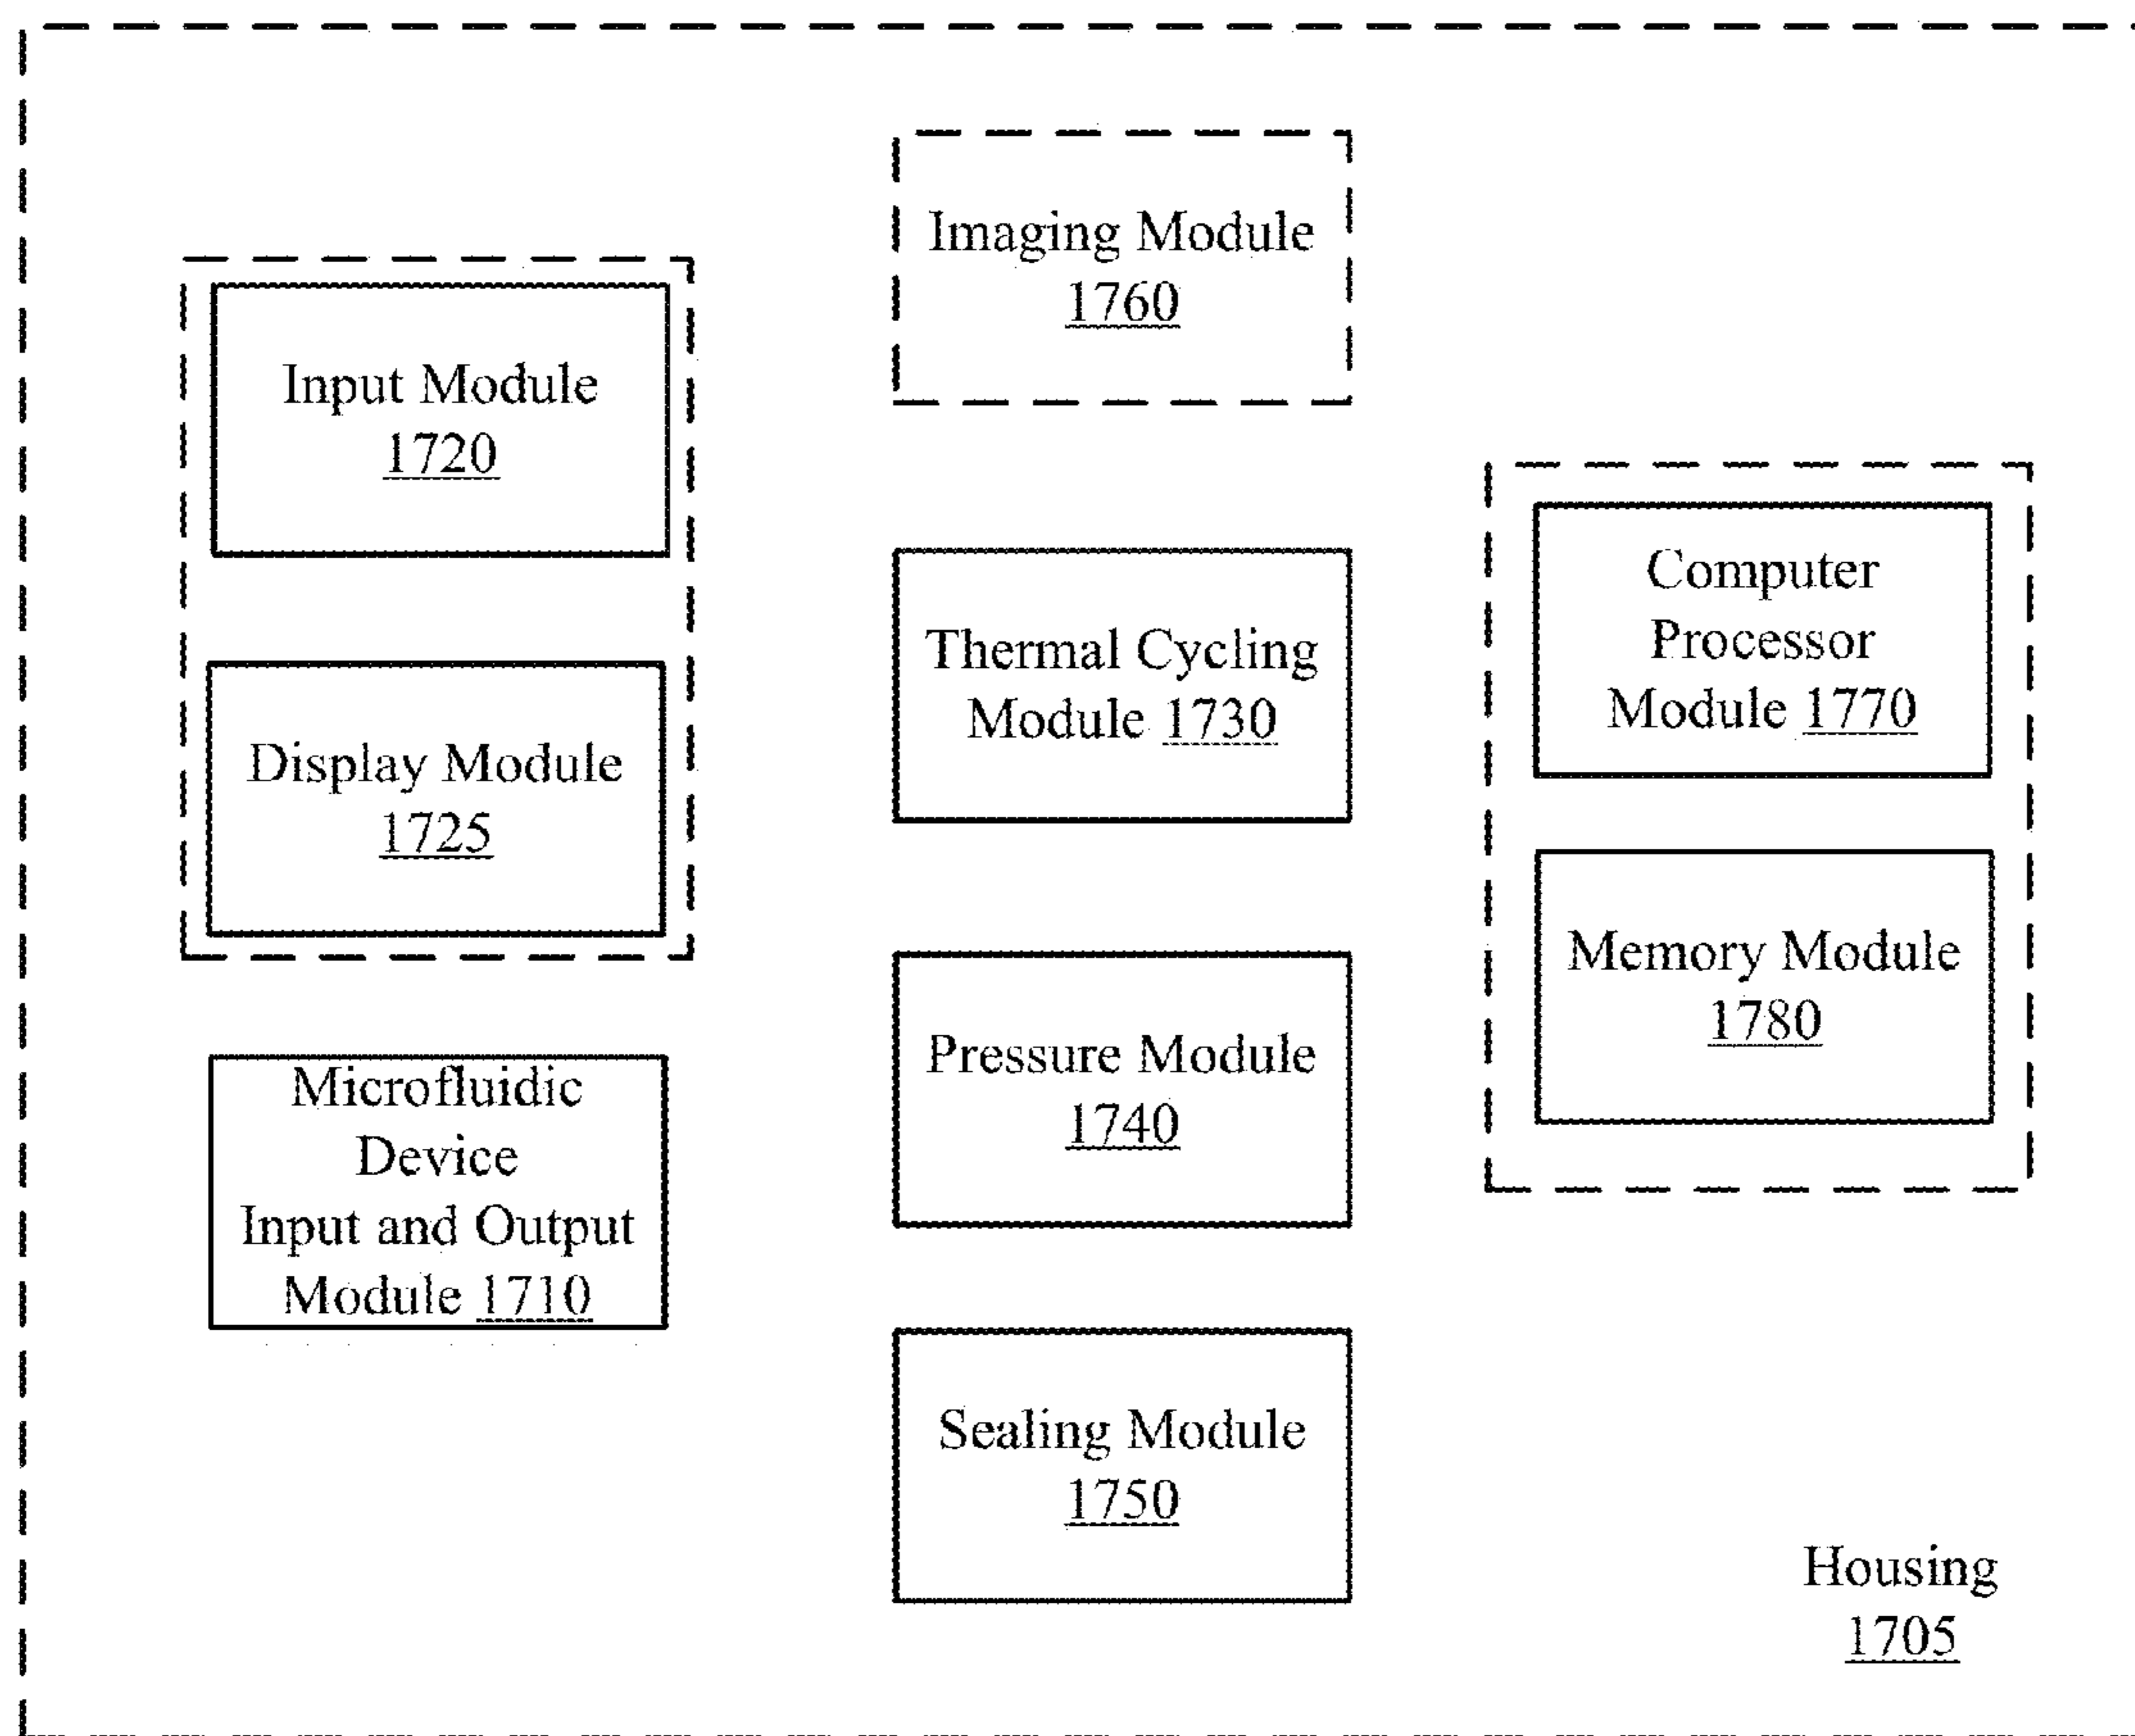 Imaging Module
1760
Input Module
1720
Display Module
1725
Microfluidic
Device
Input and Output
Module 1710
Thermal Cycling
Module 1730
Pressure Module
1740
Sealing Module
1750
Computer
Processor
Module 1770
Memory Module
1780
Housing
1705